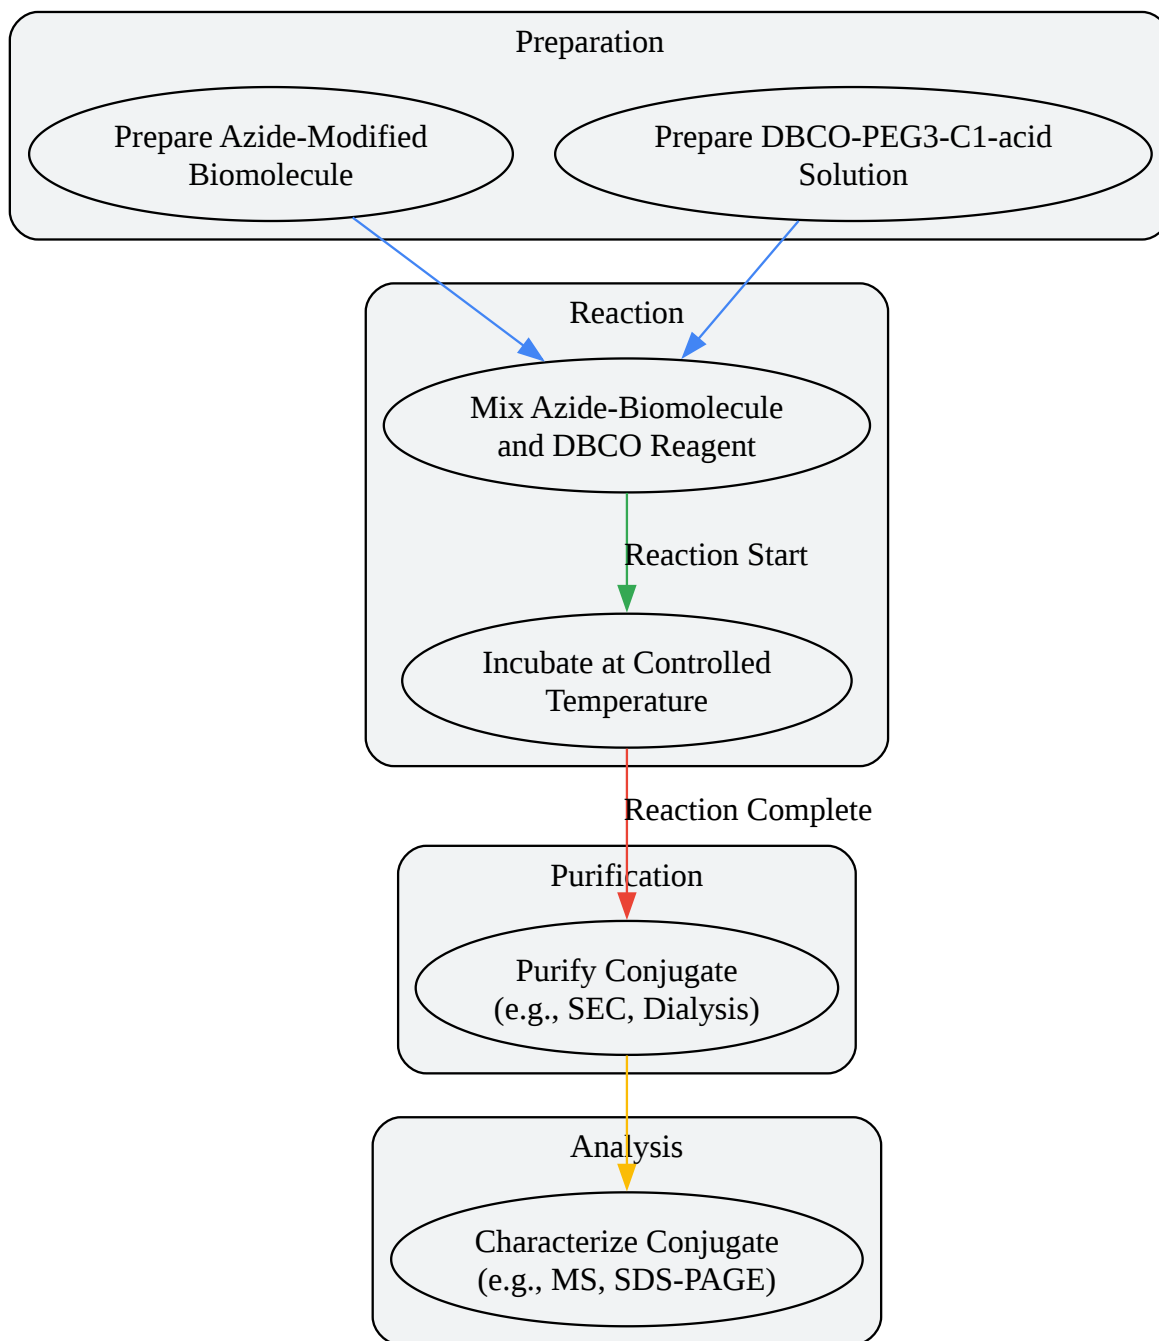 Preparation
Prepare Azide-Modified
Biomolecule
Prepare DBCO-PEG3-C1-acid
Solution
Reaction
Mix Azide-Biomolecule
and DBCO Reagent
Reaction Start
Incubate at Controlled
Temperature
Reaction Complete
Purification
Purify Conjugate
(e.g., SEC, Dialysis)
Analysis
Characterize Conjugate
(e.g., MS, SDS-PAGE)